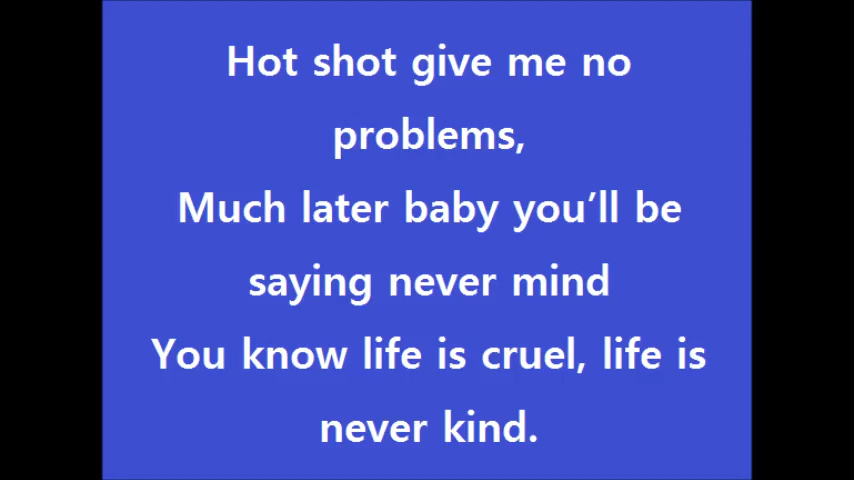 Hot shot give me no
problems,
Much later baby you’ll be
saying never mind
You know life is cruel, life is
never kind.